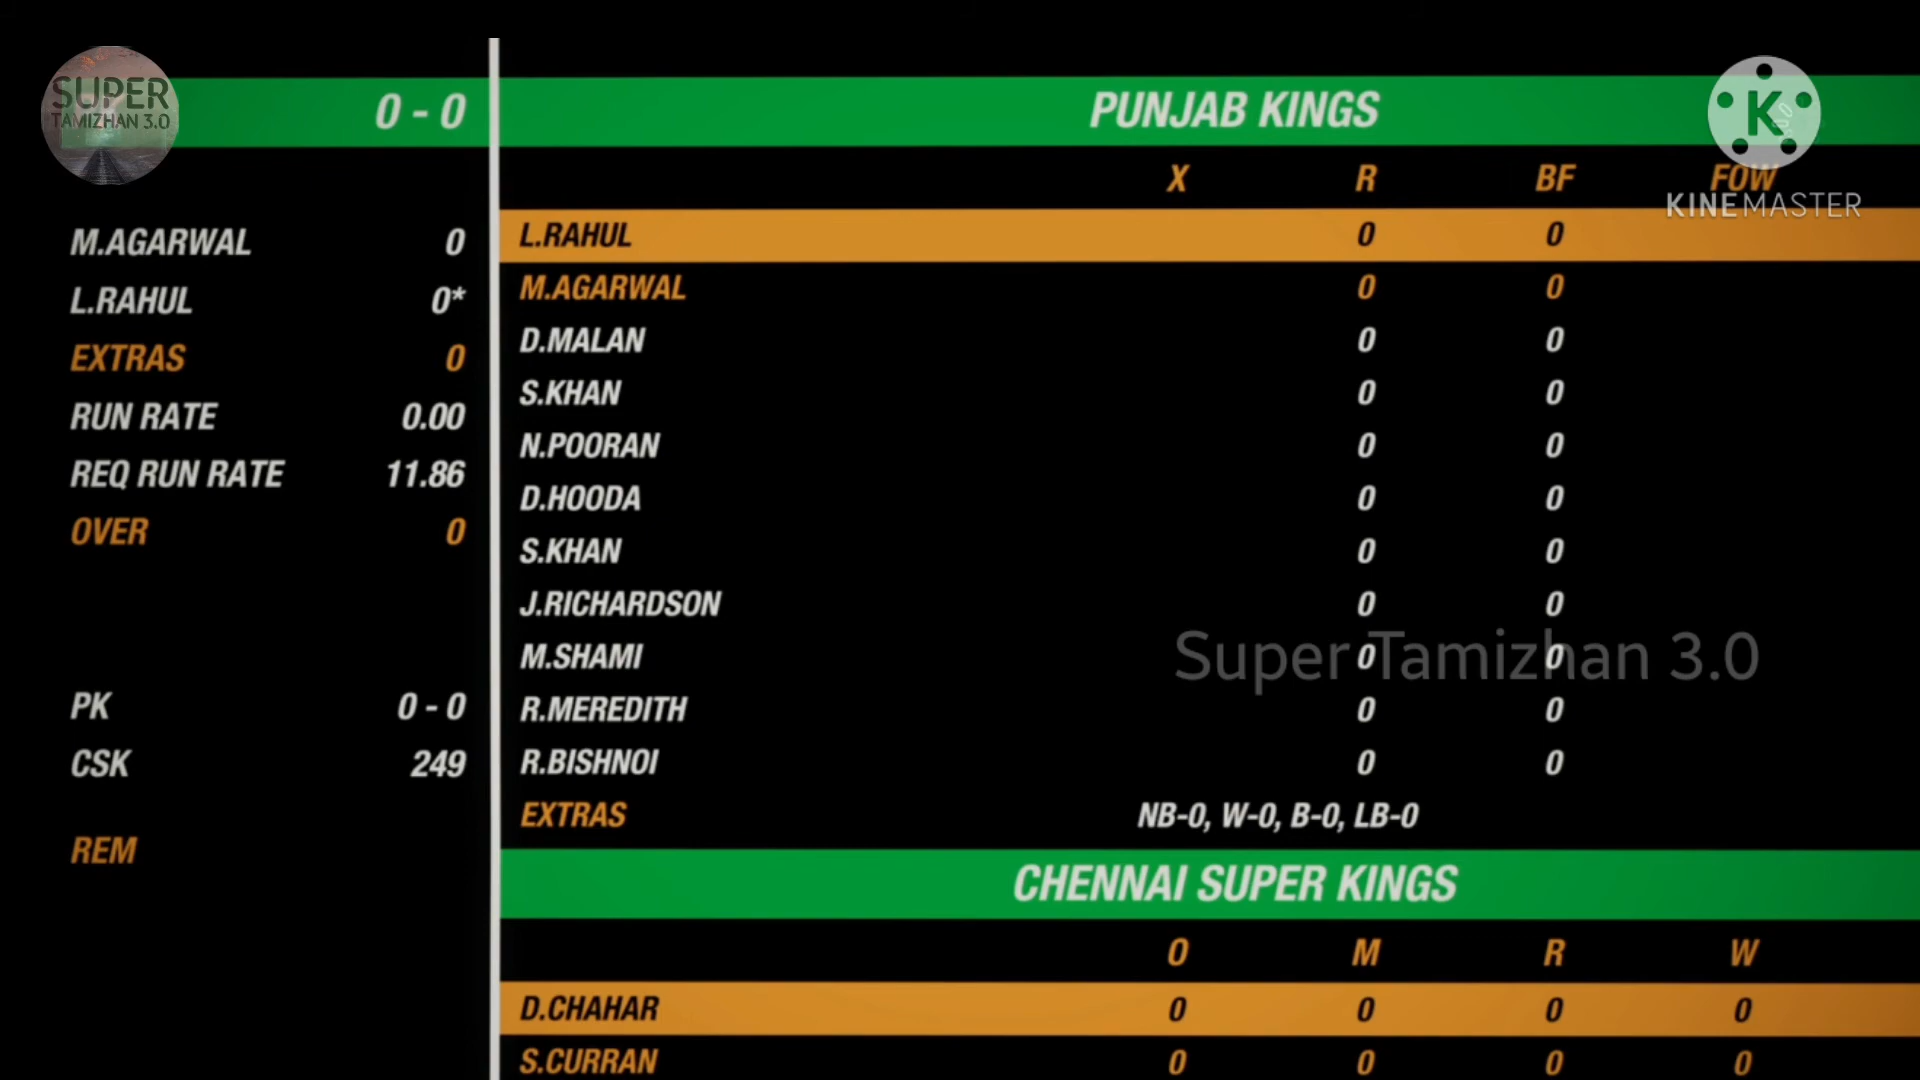 SUPER
TAMIZHAN 3.0
0 - 0
M.AGARWAL 0
L.RAHUL 0*
EXTRAS 0
RUN RATE 0.00
REQ RUN RATE 11.86
OVER 0
PK 0 - 0
CSK 249
REM
PUNJAB KINGS
X R BF FOW
K
KINEMASTER
L.RAHUL 0 0
M.AGARWAL 0 0
D.MALAN 0 0
S.KHAN 0 0
N.POORAN 0 0
D.HOODA 0 0
S.KHAN 0 0
J.RICHARDSON 0 0
M.SHAMI 0 0
Super Tamizhan 3.0
R.MEREDITH 0 0
R.BISHNOI 0 0
EXTRAS NB-0, W-0, B-0, LB-0
CHENNAI SUPER KINGS
O M R W
D.CHAHAR 0 0 0 0
S.CURRAN 0 0 0 0